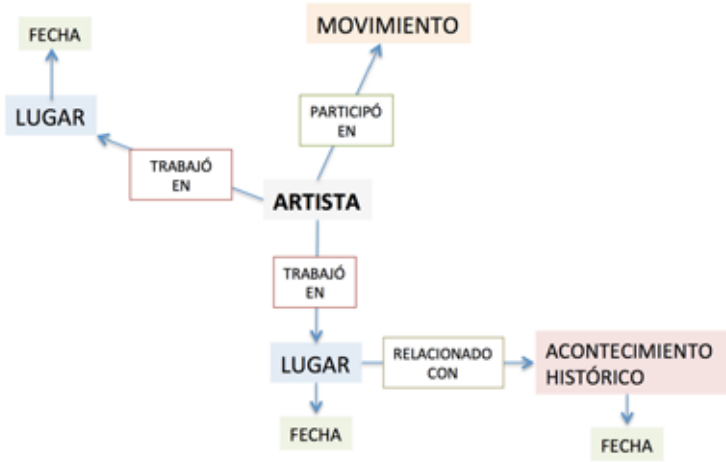 MOVIMIENTO
FECHA
LUGAR
PARTICIPÓ
EN
TRABAJÓ
EN
ARTISTA
TRABAJÓ
EN
LUGAR
RELACIONADO
CON
ACONTECIMIENTO
HISTÓRICO
FECHA
FECHA